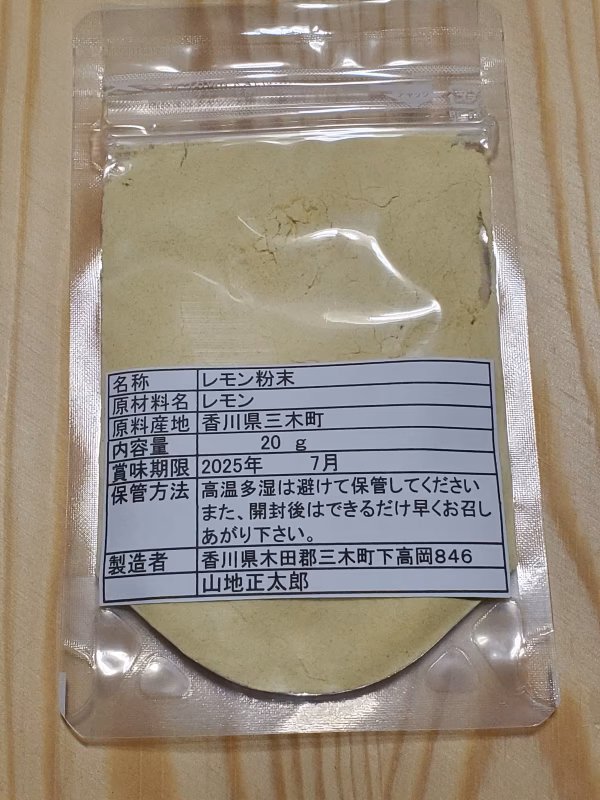 名称 レモン粉末
原材料名 レモン
原料産地 香川県三木町
内容量 20 g
賞味期限 2025年 7月
保管方法 高温多湿は避けて保管してください
また、開封後はできるだけ早くお召し
あがり下さい。
製造者 香川県木田郡三木町下高岡846
山地正太郎